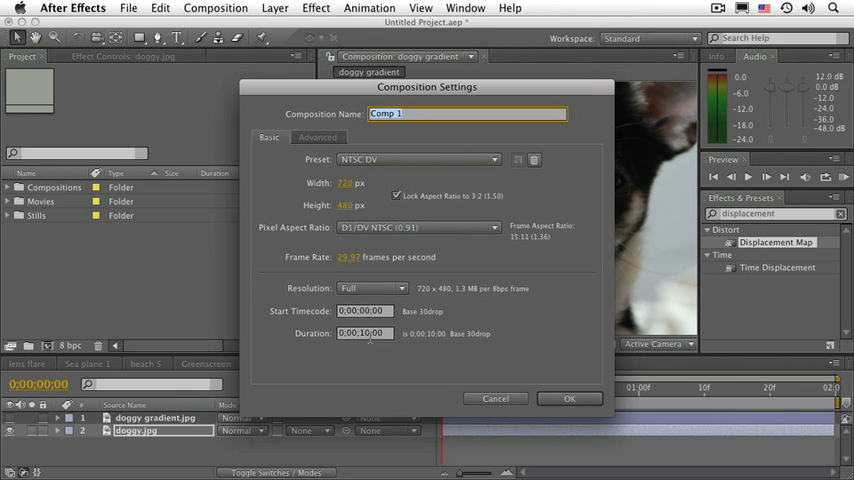 After Effects File Edit Composition Layer Effect Animation View Window Help
Untitled Project.aep *
Workspace: Standard Search Help
Project Effect Controls: doggy.jpg Composition: doggy gradient Info Audio
doggy gradient
Composition Settings
Composition Name: Comp 1
Basic Advanced
Preset: NTSC DV
Width: 720 px
Lock Aspect Ratio to 3:2 (1.50)
Height: 480 px
Pixel Aspect Ratio: D1/DV NTSC (0.91)
Frame Aspect Ratio:
15:11 (1.36)
Frame Rate: 29.97 frames per second
Resolution: Full 720 x 480, 1.3 MB per 8bpc frame
Start Timecode: 0;00;00;00 Base 30drop
Duration: 0;00;10;00 is 0;00;10;00 Base 30drop
Cancel OK
Name Type Size Duration
Compositions Folder
Movies Folder
Stills Folder
8 bpc
0.0 12.0 dB
-6.0 0.0 dB
-12.0 -12.0
-18.0 -24.0
-24.0 -48.0 dB
Preview
Effects & Presets
displacement
Distort
Displacement Map
Time
Time Displacement
Active Camera
lens flare Sea plane 1 beach 5 Greenscreen
0;00;00;00
# Source Name Mode
1 doggy gradient.jpg Normal None None
2 doggy.jpg Normal None None
01:00f 10f 20f 02:0
Toggle Switches / Modes